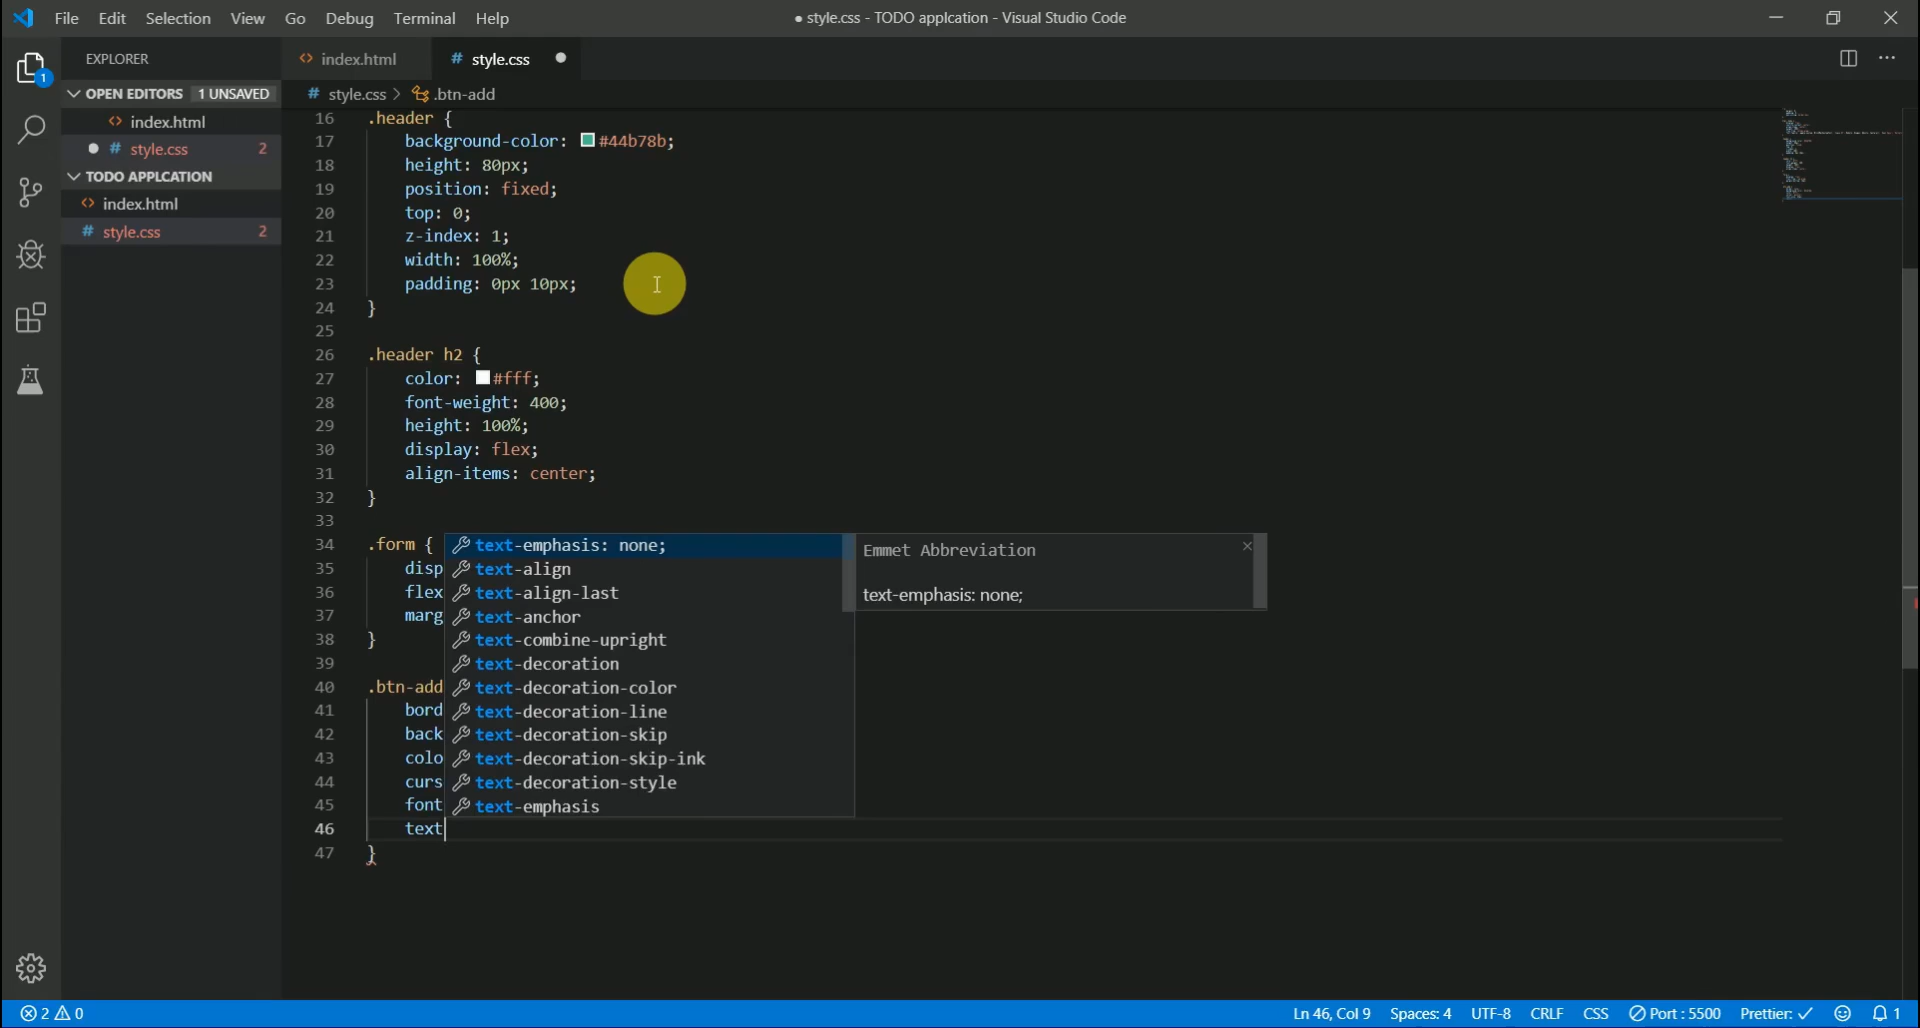 File Edit Selection View Go Debug Terminal Help
● style.css - TODO applcation - Visual Studio Code
EXPLORER
OPEN EDITORS 1 UNSAVED
<> index.html
● # style.css 2
TODO APPLCATION
<> index.html
# style.css 2
1
<> index.html
# style.css ●
# style.css > .btn-add
16 .header {
17 background-color: #44b78b;
18 height: 80px;
19 position: fixed;
20 top: 0;
21 z-index: 1;
22 width: 100%;
23 padding: 0px 10px;
24 }
25
26 .header h2 {
27 color: #fff;
28 font-weight: 400;
29 height: 100%;
30 display: flex;
31 align-items: center;
32 }
33
34 .form {
35 disp
36 flex
37 marg
38 }
39
40 .btn-add
41 bord
42 back
43 colo
44 curs
45 font
46 text
47 }
text-emphasis: none;
text-align
text-align-last
text-anchor
text-combine-upright
text-decoration
text-decoration-color
text-decoration-line
text-decoration-skip
text-decoration-skip-ink
text-decoration-style
text-emphasis
Emmet Abbreviation
text-emphasis: none;
2 0
Ln 46, Col 9 Spaces: 4 UTF-8 CRLF CSS Port : 5500 Prettier: ✓ 1